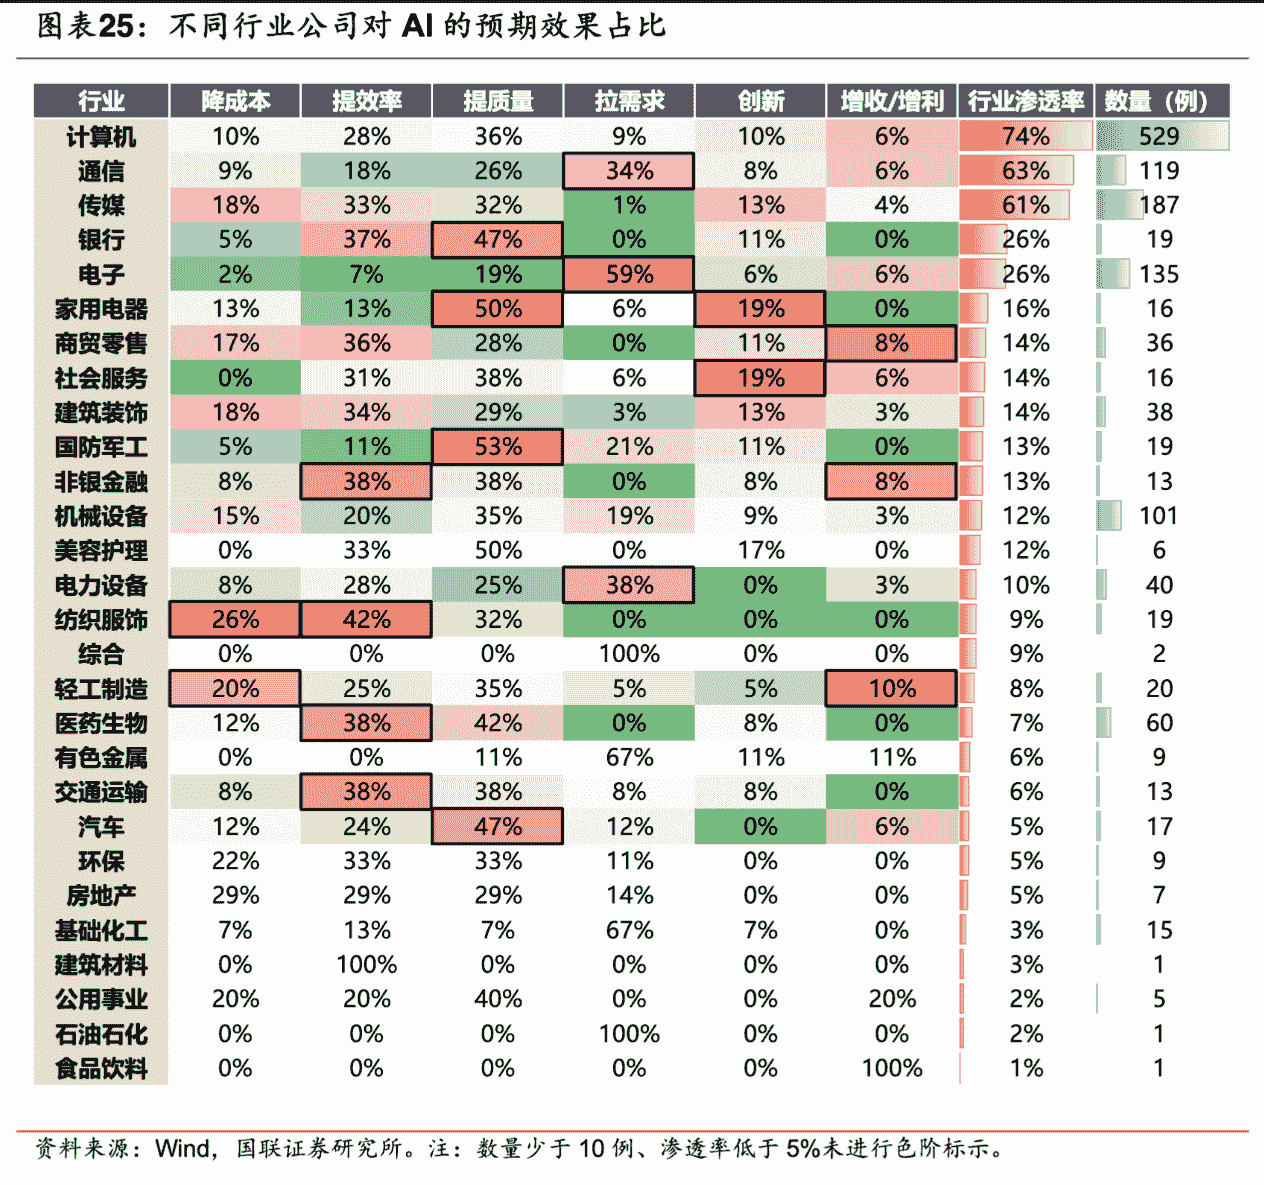 图表25：不同行业公司对 AI 的预期效果占比
行业 降成本 提效率 提质量 拉需求 创新 增收/增利 行业渗透率 数量（例）
计算机 10% 28% 36% 9% 10% 6% 74% 529
通信 9% 18% 26% 34% 8% 6% 63% 119
传媒 18% 33% 32% 1% 13% 4% 61% 187
银行 5% 37% 47% 0% 11% 0% 26% 19
电子 2% 7% 19% 59% 6% 6% 26% 135
家用电器 13% 13% 50% 6% 19% 0% 16% 16
商贸零售 17% 36% 28% 0% 11% 8% 14% 36
社会服务 0% 31% 38% 6% 19% 6% 14% 16
建筑装饰 18% 34% 29% 3% 13% 3% 14% 38
国防军工 5% 11% 53% 21% 11% 0% 13% 19
非银金融 8% 38% 38% 0% 8% 8% 13% 13
机械设备 15% 20% 35% 19% 9% 3% 12% 101
美容护理 0% 33% 50% 0% 17% 0% 12% 6
电力设备 8% 28% 25% 38% 0% 3% 10% 40
纺织服饰 26% 42% 32% 0% 0% 0% 9% 19
综合 0% 0% 0% 100% 0% 0% 9% 2
轻工制造 20% 25% 35% 5% 5% 10% 8% 20
医药生物 12% 38% 42% 0% 8% 0% 7% 60
有色金属 0% 0% 11% 67% 11% 11% 6% 9
交通运输 8% 38% 38% 8% 8% 0% 6% 13
汽车 12% 24% 47% 12% 0% 6% 5% 17
环保 22% 33% 33% 11% 0% 0% 5% 9
房地产 29% 29% 29% 14% 0% 0% 5% 7
基础化工 7% 13% 7% 67% 7% 0% 3% 15
建筑材料 0% 100% 0% 0% 0% 0% 3% 1
公用事业 20% 20% 40% 0% 0% 20% 2% 5
石油石化 0% 0% 0% 100% 0% 0% 2% 1
食品饮料 0% 0% 0% 0% 0% 100% 1% 1
资料来源：Wind，国联证券研究所。注：数量少于 10 例、渗透率低于 5%未进行色阶标示。